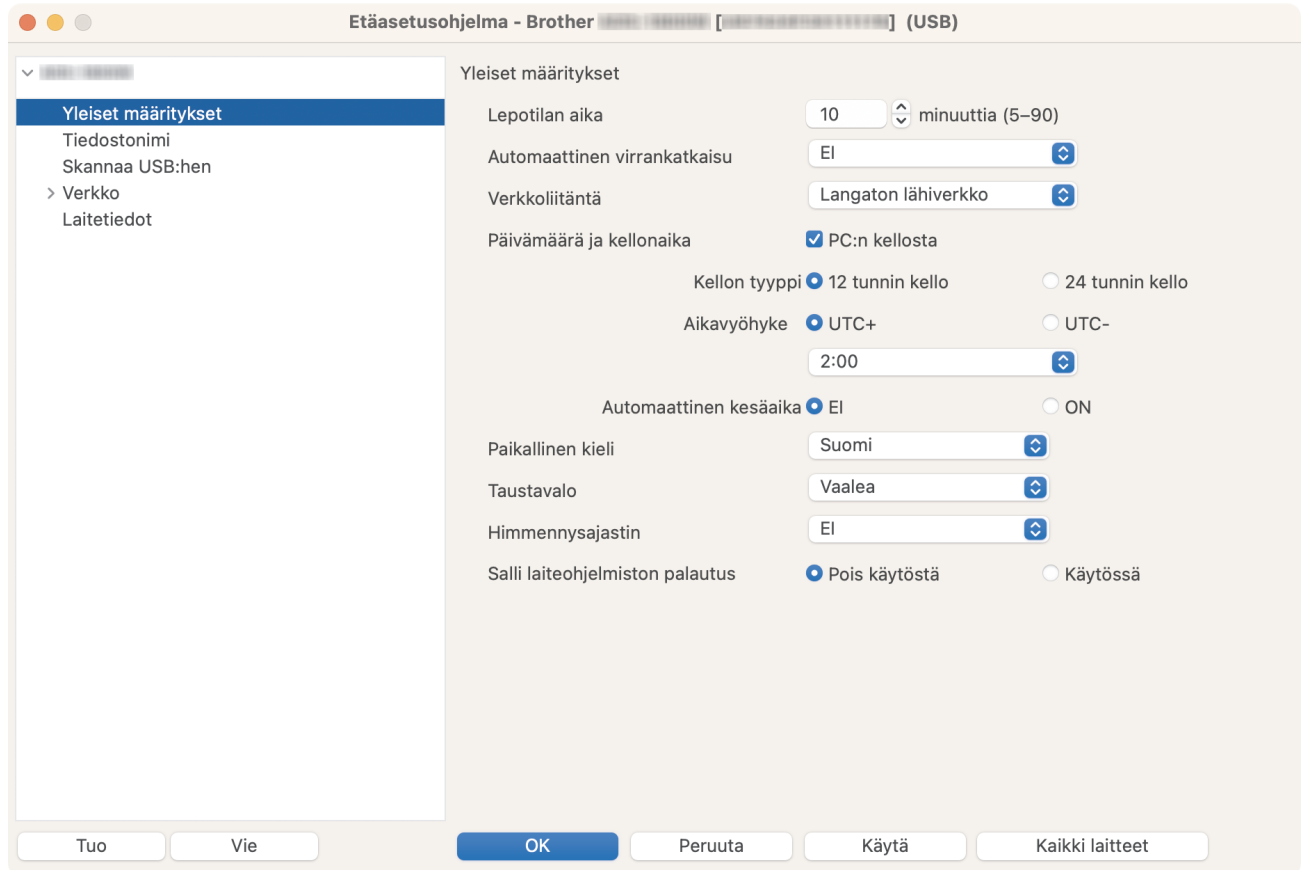 Etäasetusohjelma - Brother [ ] (USB)
Yleiset määritykset
Tiedostonimi
Skannaa USB:hen
Verkko
Laitetiedot
Yleiset määritykset
Lepotilan aika 10 minuuttia (5–90)
Automaattinen virrankatkaisu EI
Verkkoliitäntä Langaton lähiverkko
Päivämäärä ja kellonaika PC:n kellosta
Kellon tyyppi 12 tunnin kello 24 tunnin kello
Aikavyöhyke UTC+ UTC-
2:00
Automaattinen kesäaika EI ON
Paikallinen kieli Suomi
Taustavalo Vaalea
Himmennysajastin EI
Salli laiteohjelmiston palautus Pois käytöstä Käytössä
Tuo Vie OK Peruuta Käytä Kaikki laitteet